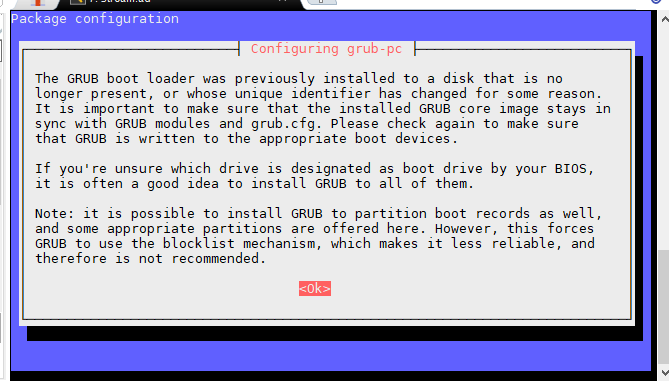 Package configuration
Configuring grub-pc
The GRUB boot loader was previously installed to a disk that is no
longer present, or whose unique identifier has changed for some reason.
It is important to make sure that the installed GRUB core image stays in
sync with GRUB modules and grub.cfg. Please check again to make sure
that GRUB is written to the appropriate boot devices.
If you're unsure which drive is designated as boot drive by your BIOS,
it is often a good idea to install GRUB to all of them.
Note: it is possible to install GRUB to partition boot records as well,
and some appropriate partitions are offered here. However, this forces
GRUB to use the blocklist mechanism, which makes it less reliable, and
therefore is not recommended.
<Ok>